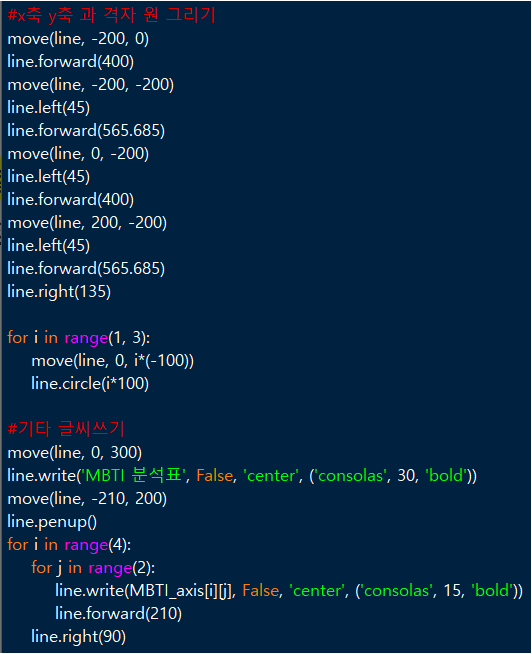 #x축 y축 과 격자 원 그리기
move(line, -200, 0)
line.forward(400)
move(line, -200, -200)
line.left(45)
line.forward(565.685)
move(line, 0, -200)
line.left(45)
line.forward(400)
move(line, 200, -200)
line.left(45)
line.forward(565.685)
line.right(135)

for i in range(1, 3):
    move(line, 0, i*(-100))
    line.circle(i*100)

#기타 글씨쓰기
move(line, 0, 300)
line.write('MBTI 분석표', False, 'center', ('consolas', 30, 'bold'))
move(line, -210, 200)
line.penup()
for i in range(4):
    for j in range(2):
        line.write(MBTI_axis[i][j], False, 'center', ('consolas', 15, 'bold'))
        line.forward(210)
    line.right(90)